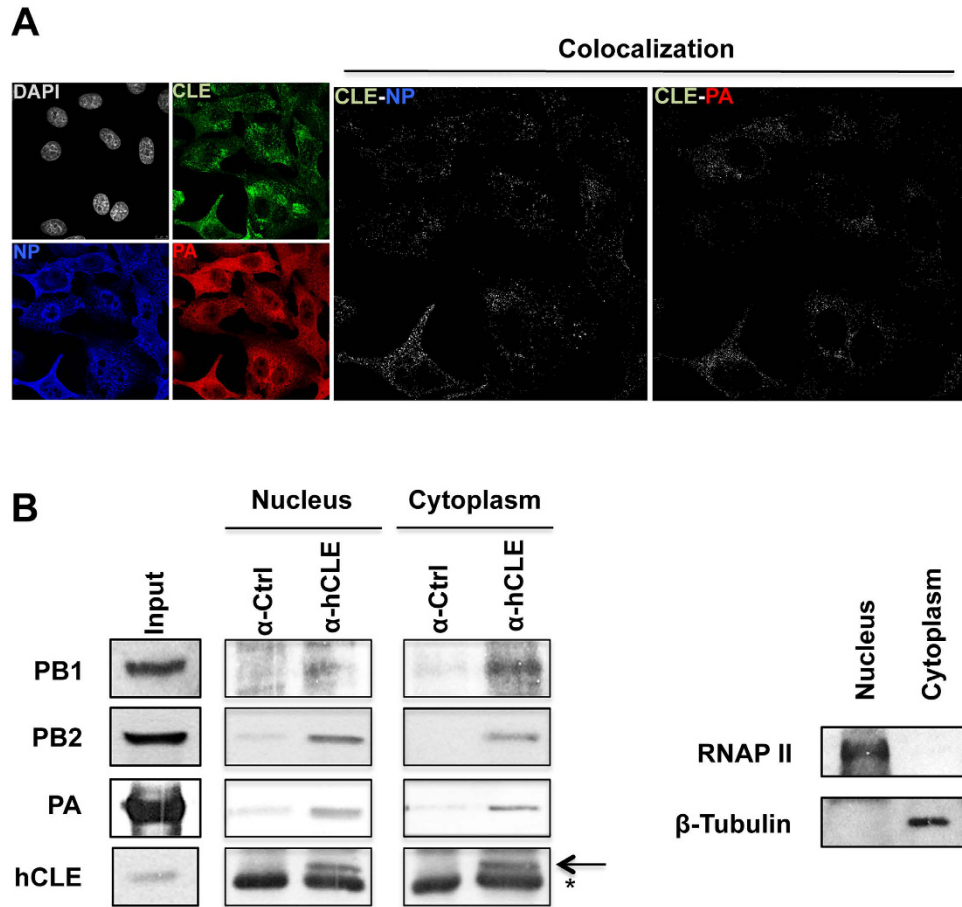 A
Colocalization
DAPI
CLE
NP
PA
CLE-NP
CLE-PA
B
Nucleus
Cytoplasm
Input
α-Ctrl
α-hCLE
α-Ctrl
α-hCLE
PB1
PB2
PA
hCLE
*
Nucleus
Cytoplasm
RNAP II
β-Tubulin